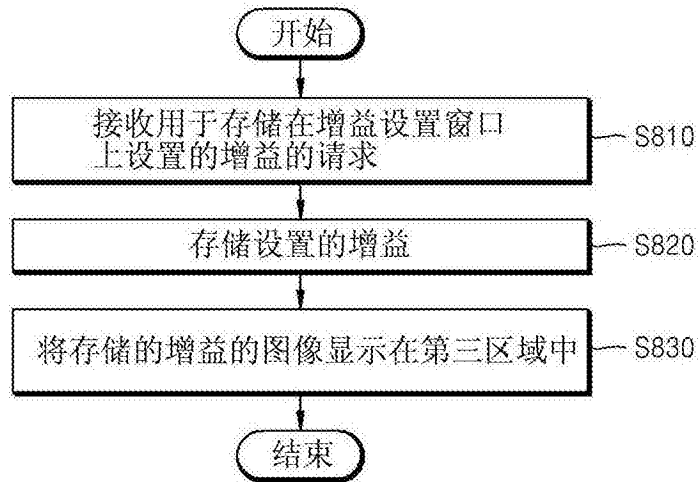 开始
接收用于存储在增益设置窗口
上设置的增益的请求
S810
存储设置的增益
S820
将存储的增益的图像显示在第三区域中
S830
结束